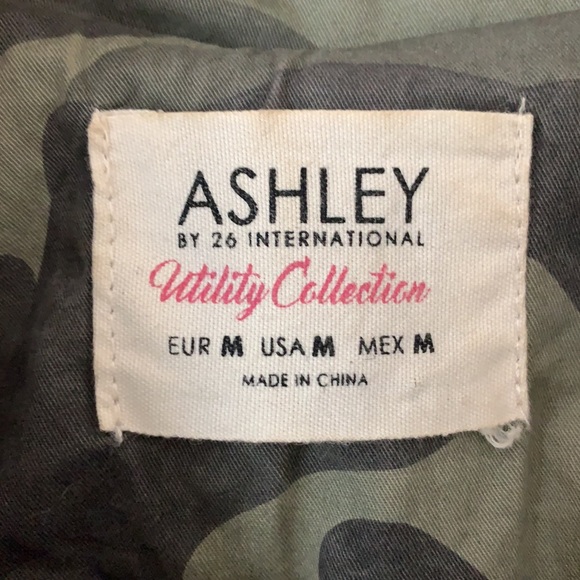 ASHLEY
BY 26 INTERNATIONAL
Utility Collection
EUR M USA M MEX M
MADE IN CHINA